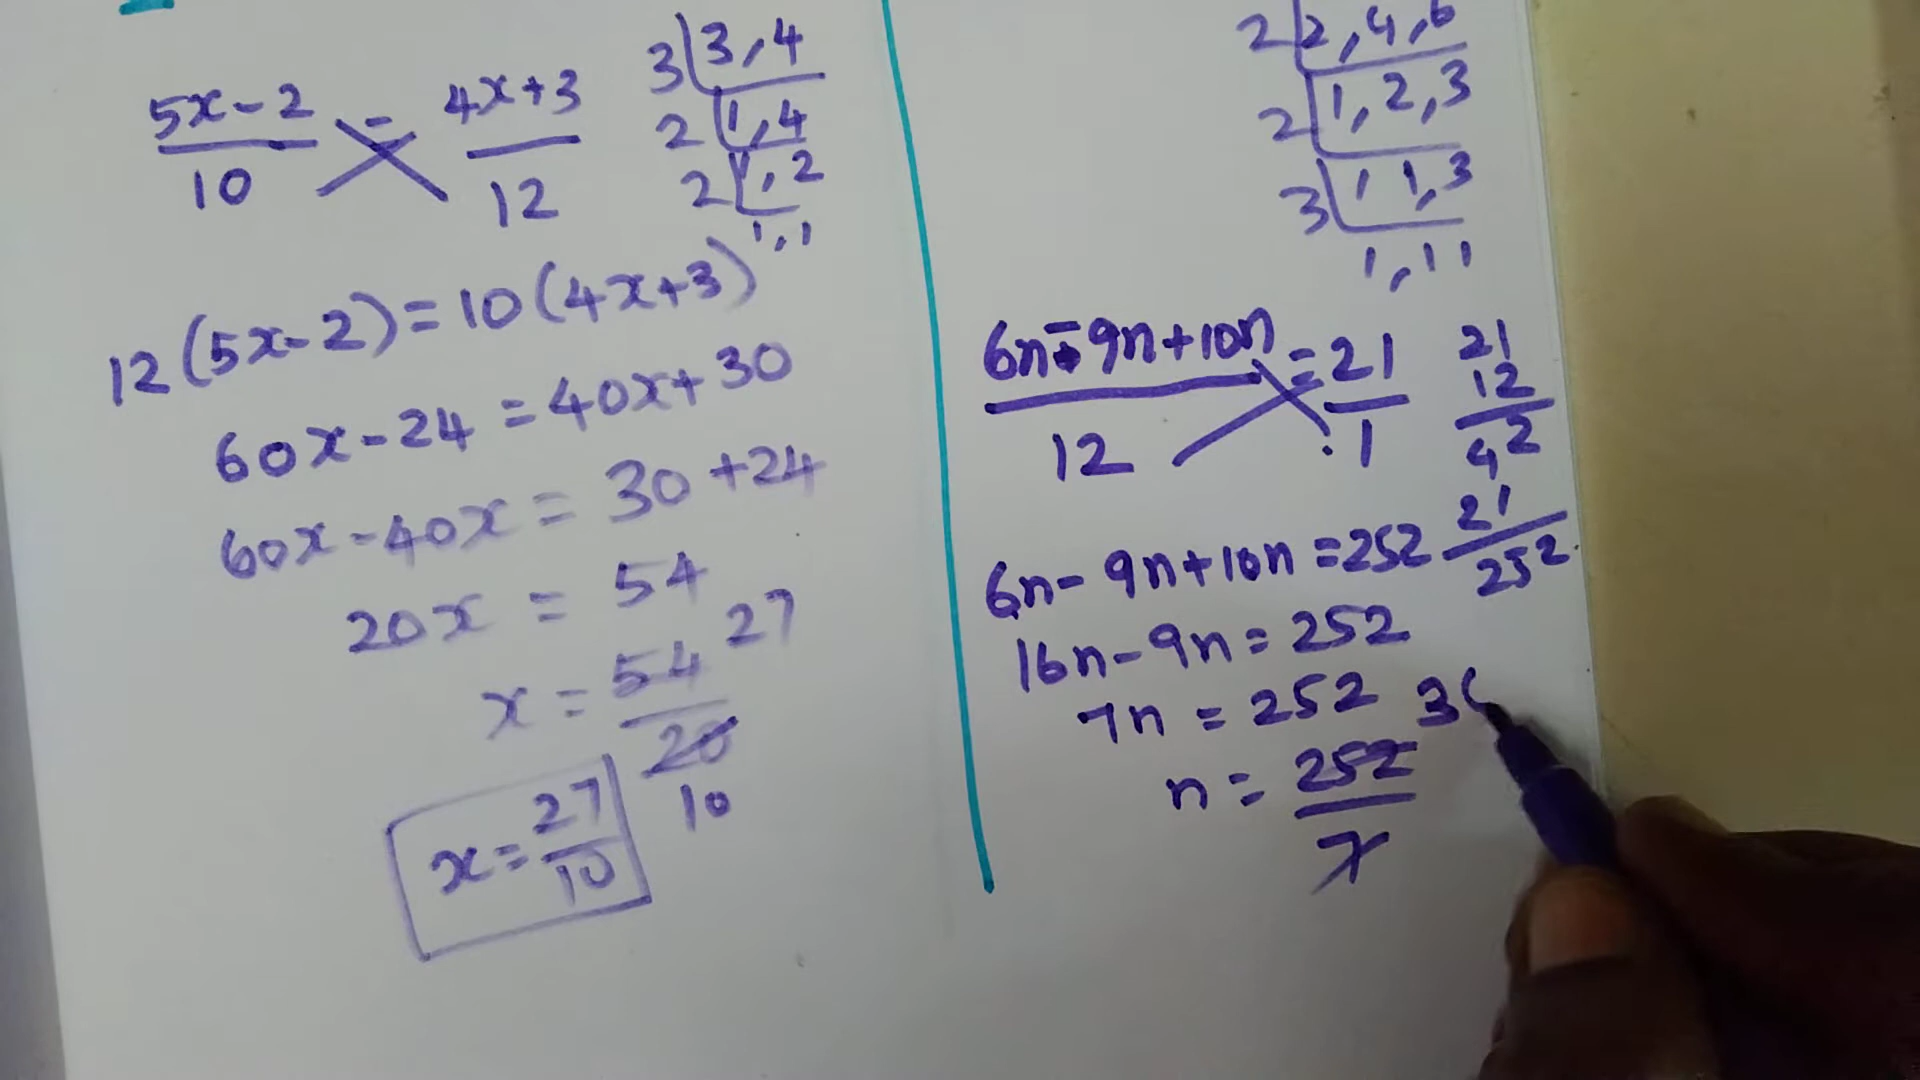 5x-2 = 4x+3
10 12
3 | 3, 4
2 | 1, 4
2 | 1, 2
1, 1
12(5x-2) = 10(4x+3)
60x-24 = 40x+30
60x-40x = 30+24
20x = 54
x = 54 27
20
10
x = 27
10
2 | 2, 4, 6
2 | 1, 2, 3
3 | 1 1, 3
1, 1 1
6n-9n+10n = 21
12 1
21
12
42
21
252
6n-9n+10n = 252
16n-9n = 252
7n = 252
n = 252
7